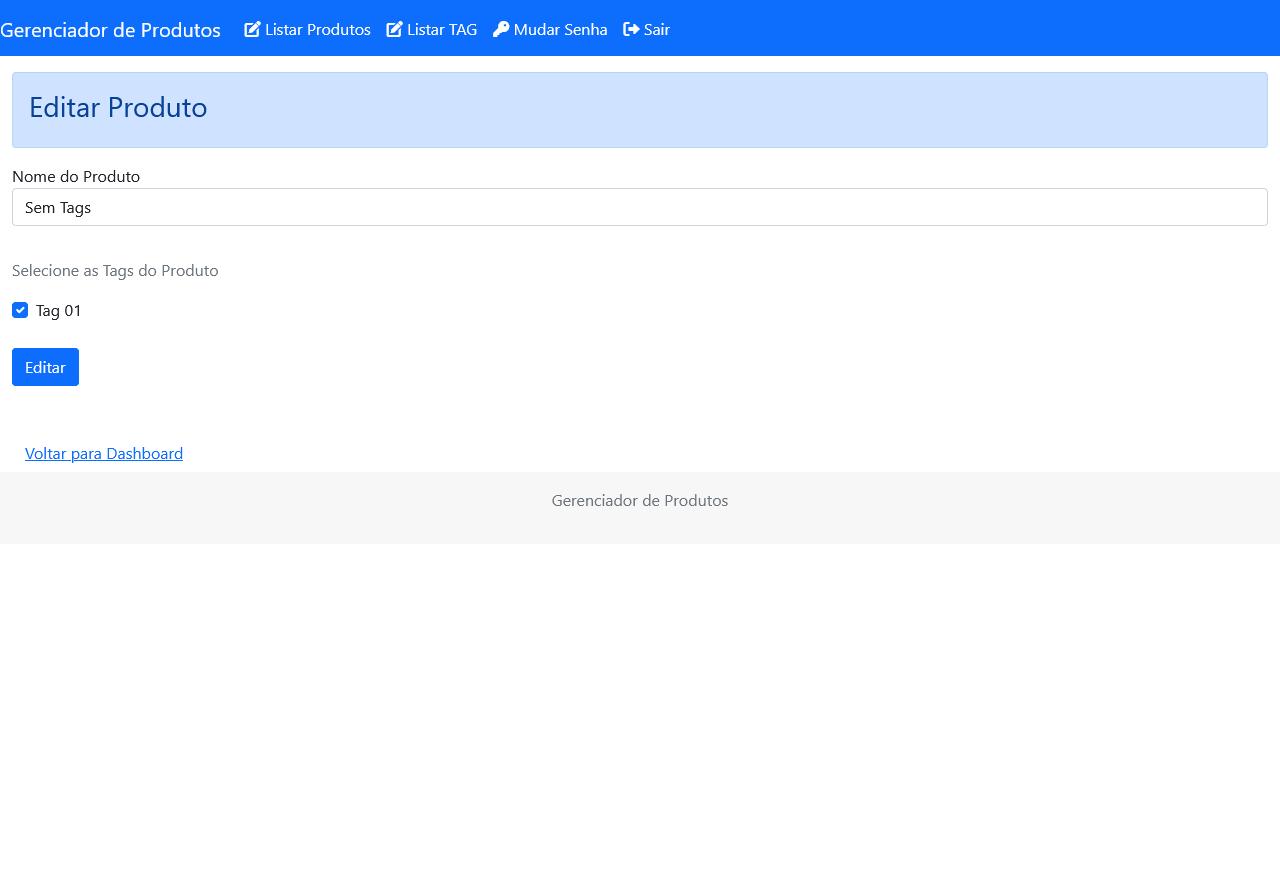 Gerenciador de Produtos Listar Produtos Listar TAG Mudar Senha Sair
Editar Produto
Nome do Produto
Sem Tags
Selecione as Tags do Produto
Tag 01
Editar
Voltar para Dashboard
Gerenciador de Produtos